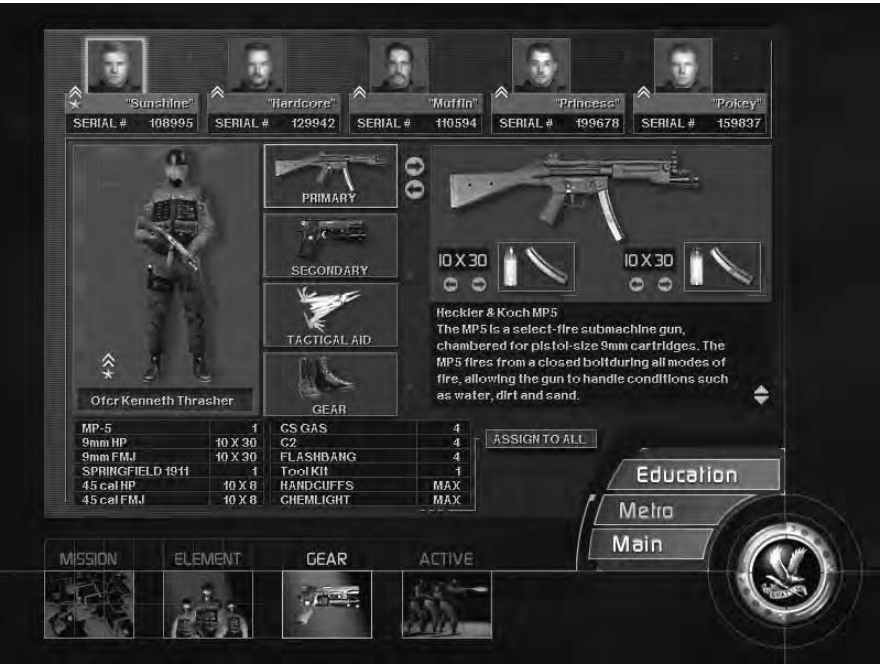 "Sunshine" "Hardcore" "Muffin" "Princess" "Pokey"
SERIAL # 108995 SERIAL # 129942 SERIAL # 110594 SERIAL # 199678 SERIAL # 159837
PRIMARY
SECONDARY
TACTICAL AID
GEAR
Ofcr Kenneth Thrasher
10 X 30 10 X 30
Heckler & Koch MP5
The MP5 is a select-fire submachine gun,
chambered for pistol-size 9mm cartridges. The
MP5 fires from a closed boltduring all modes of
fire, allowing the gun to handle conditions such
as water, dirt and sand.
MP-5 1 CS GAS 4
9mm HP 10 X 30 C2 4
9mm FMJ 10 X 30 FLASHBANG 4
SPRINGFIELD 1911 1 Tool Kit 1
45 cal HP 10 X 8 HANDCUFFS MAX
45 cal FMJ 10 X 8 CHEMLIGHT MAX
ASSIGN TO ALL
Education
Metro
Main
MISSION ELEMENT GEAR ACTIVE